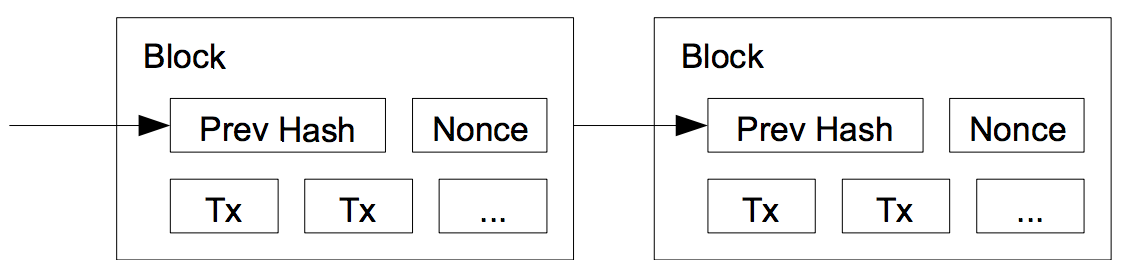 Block
Prev Hash
Nonce
Tx
Tx
...
Block
Prev Hash
Nonce
Tx
Tx
...